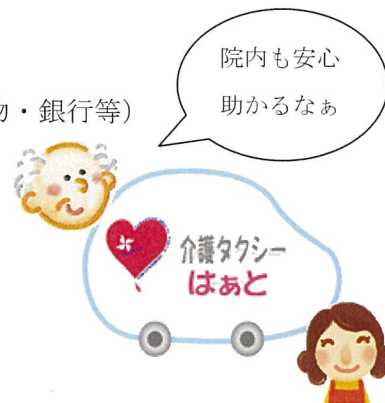 院内も安心
助かるなぁ
物・銀行等）
介護タクシー
はぁと